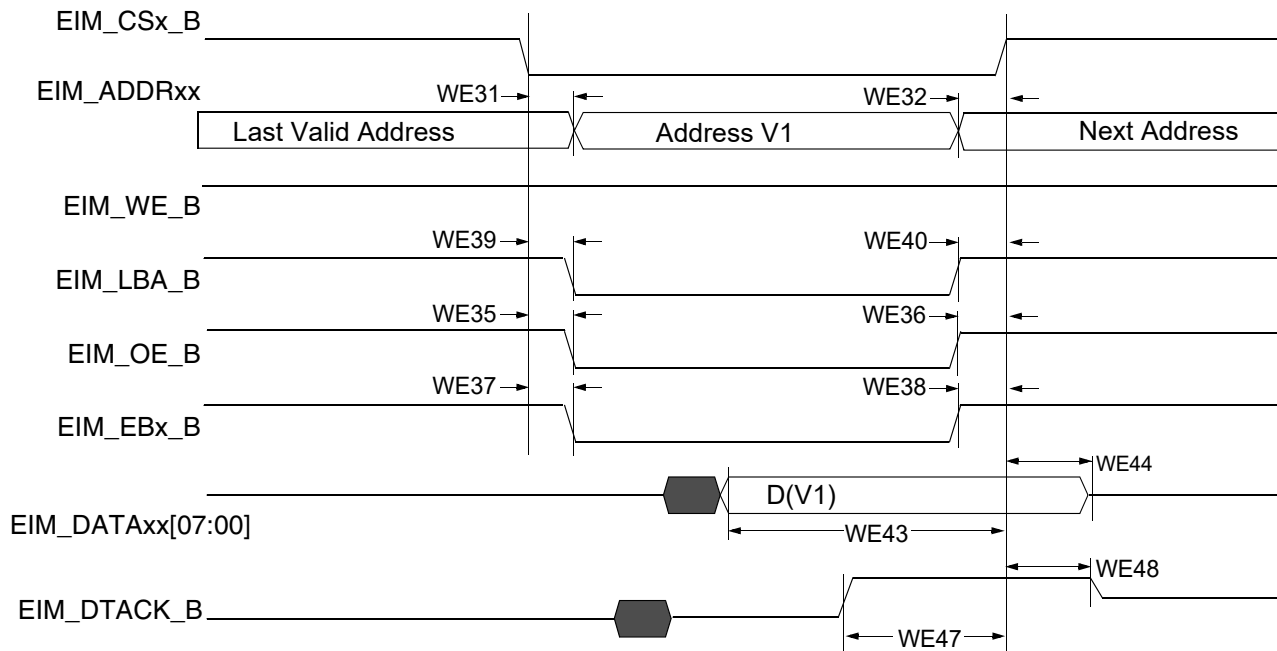 EIM_CSx_B
EIM_ADDRxx
WE31
WE32
Last Valid Address
Address V1
Next Address
EIM_WE_B
WE39
WE40
EIM_LBA_B
WE35
WE36
EIM_OE_B
WE37
WE38
EIM_EBx_B
WE44
D(V1)
EIM_DATAxx[07:00]
WE43
WE48
EIM_DTACK_B
WE47